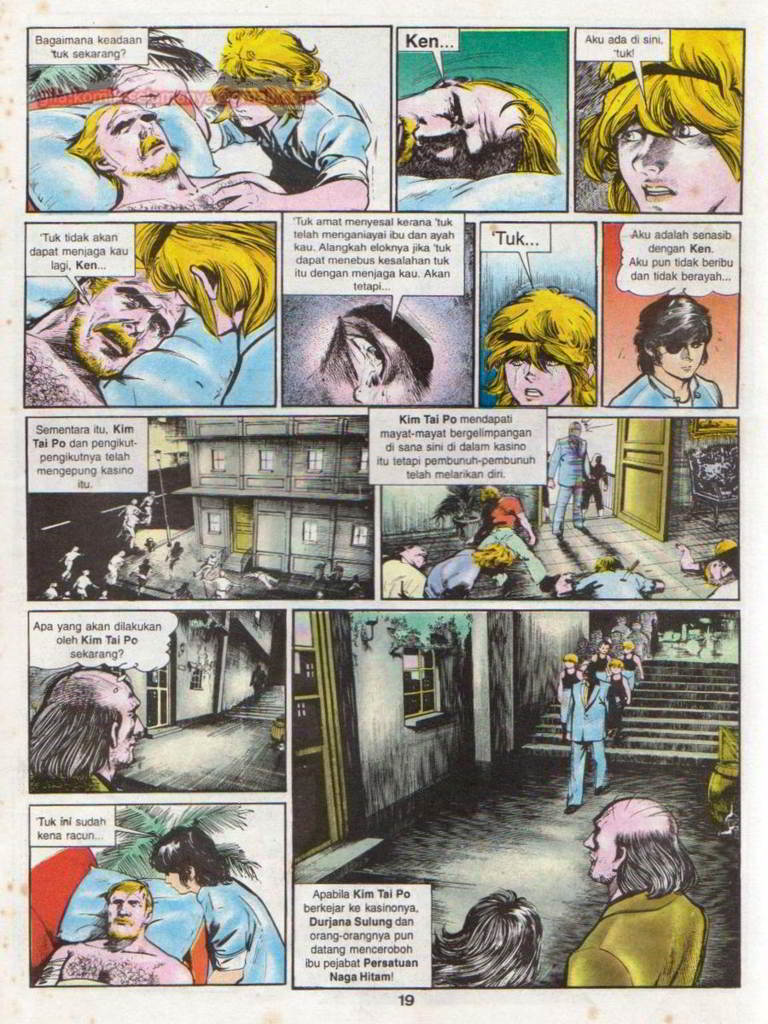 Bagaimana keadaan
'tuk sekarang?
Ken...
Aku ada di sini,
'tuk!
'Tuk tidak akan
dapat menjaga kau
lagi, Ken...
'Tuk amat menyesal kerana 'tuk
telah menganiayai ibu dan ayah
kau. Alangkah eloknya jika 'tuk
dapat menebus kesalahan tuk
itu dengan menjaga kau. Akan
tetapi...
'Tuk...
Aku adalah senasib
dengan Ken.
Aku pun tidak beribu
dan tidak berayah...
Sementara itu, Kim
Tai Po dan pengikut-
pengikutnya telah
mengepung kasino
itu.
Kim Tai Po mendapati
mayat-mayat bergelimpangan
di sana sini di dalam kasino
itu tetapi pembunuh-pembunuh
telah melarikan diri.
Apa yang akan dilakukan
oleh Kim Tai Po
sekarang?
'Tuk ini sudah
kena racun...
Apabila Kim Tai Po
berkejar ke kasinonya,
Durjana Sulung dan
orang-orangnya pun
datang menceroboh
ibu pejabat Persatuan
Naga Hitam!
19